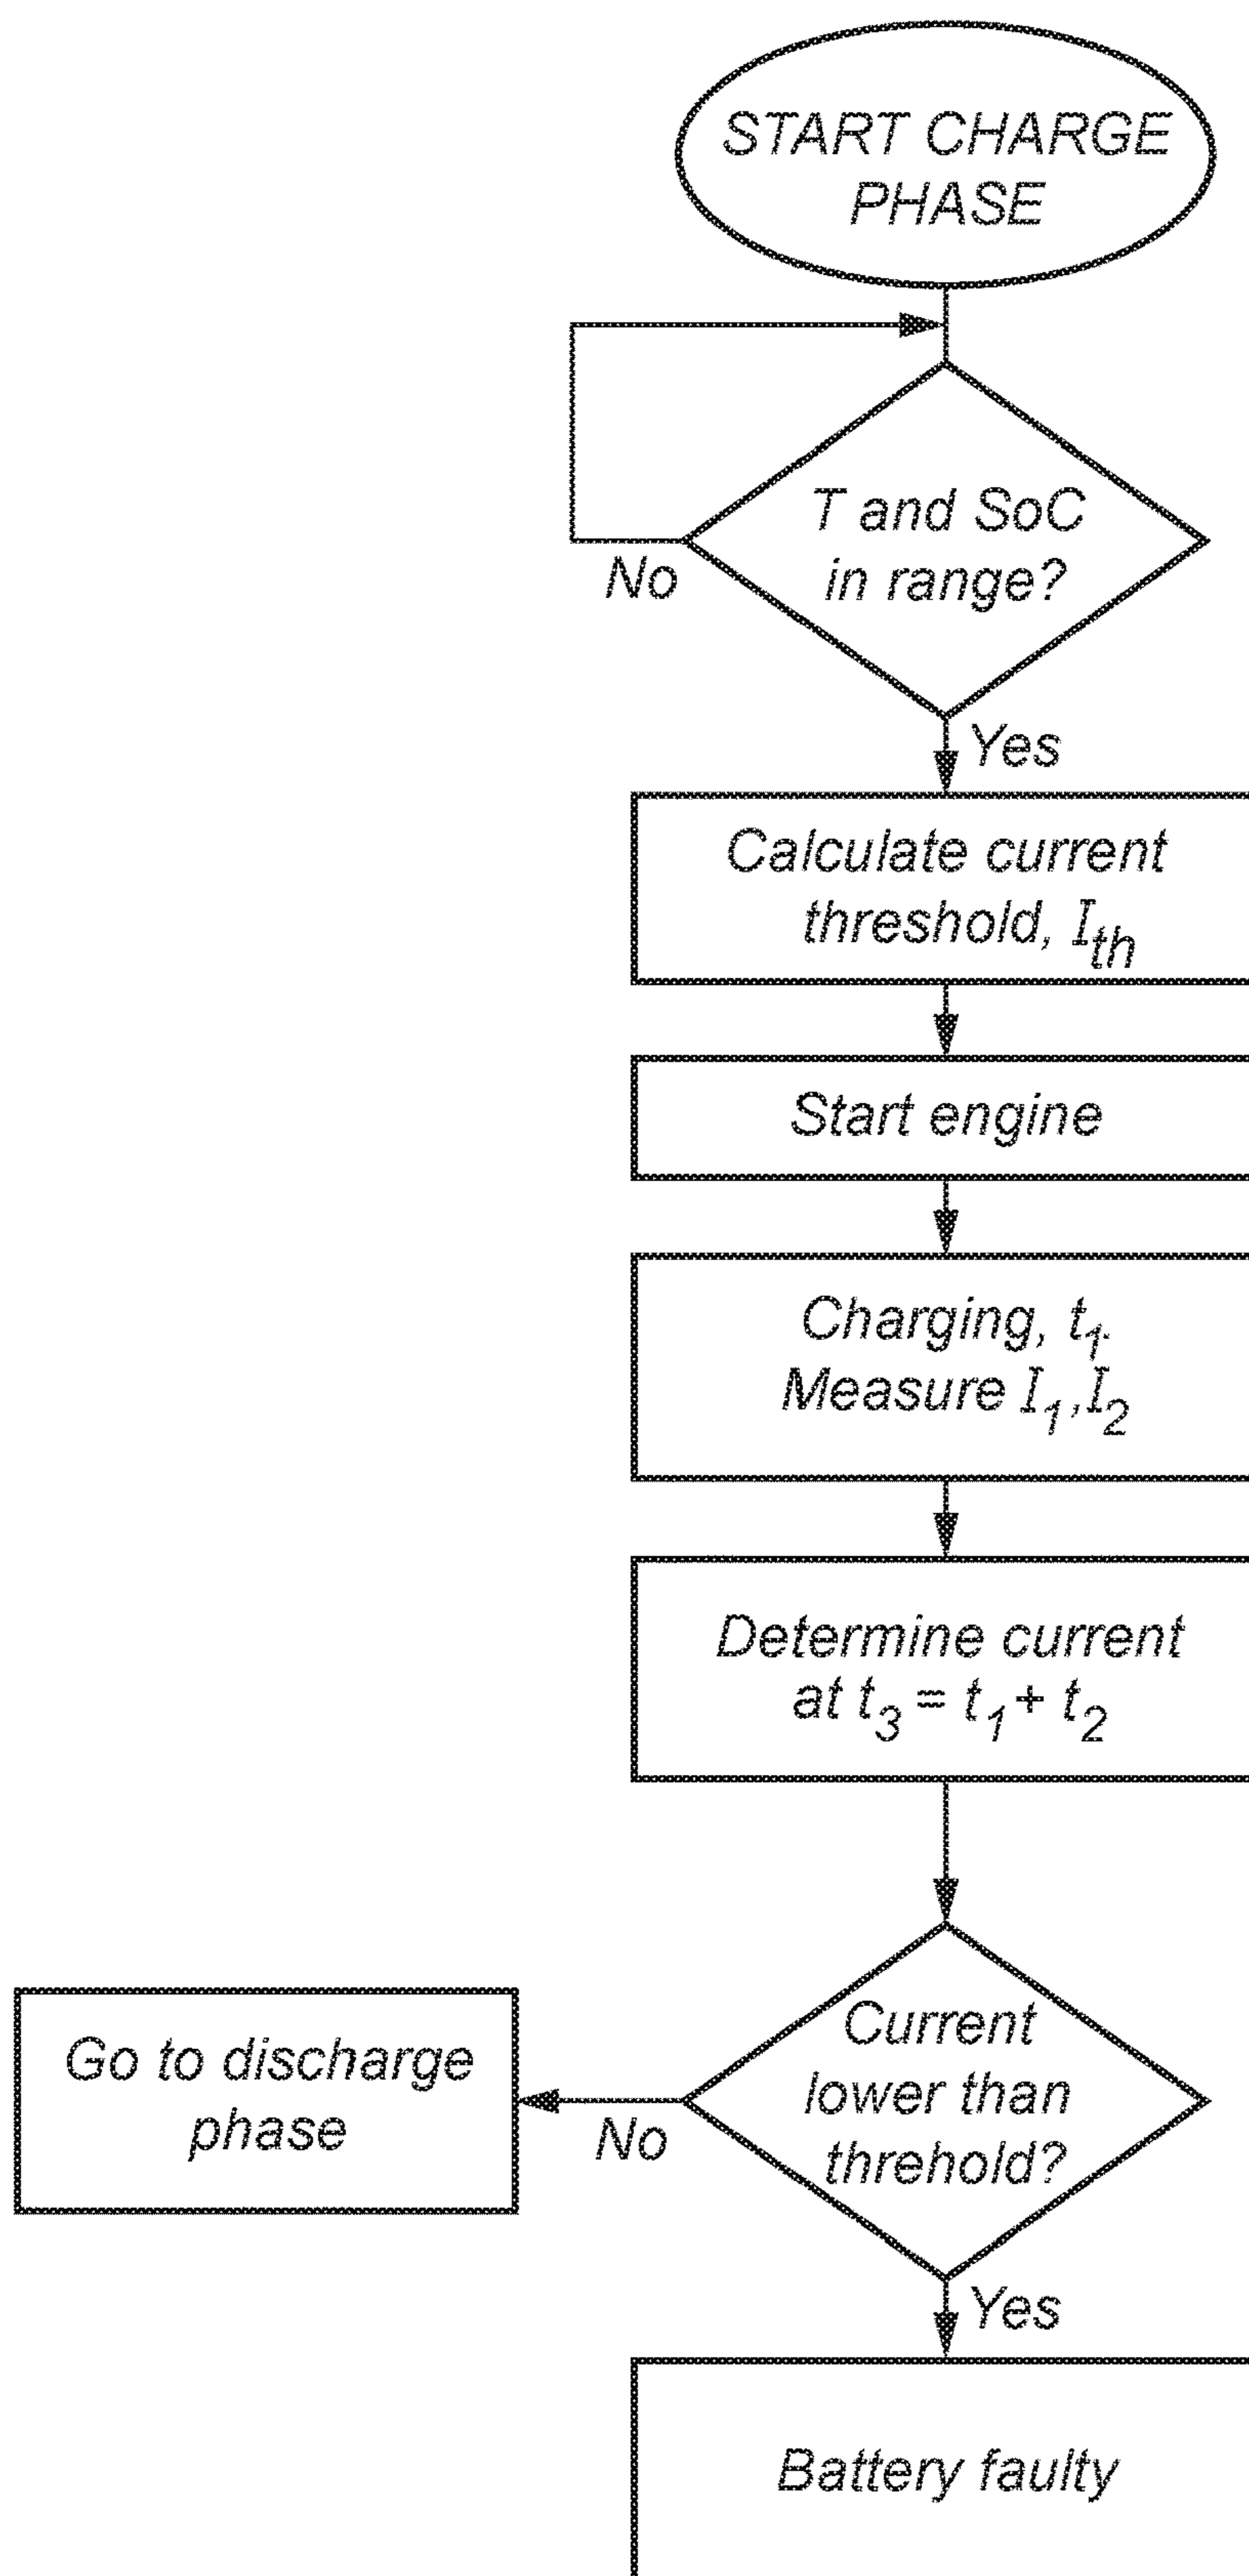 START CHARGE
PHASE
T and SoC
in range?
No
Yes
Calculate current
threshold, Ith
Start engine
Charging, t1.
Measure I1,I2
Determine current
at t3 = t1 + t2
Current
lower than
threhold?
Go to discharge
phase
No
Yes
Battery faulty